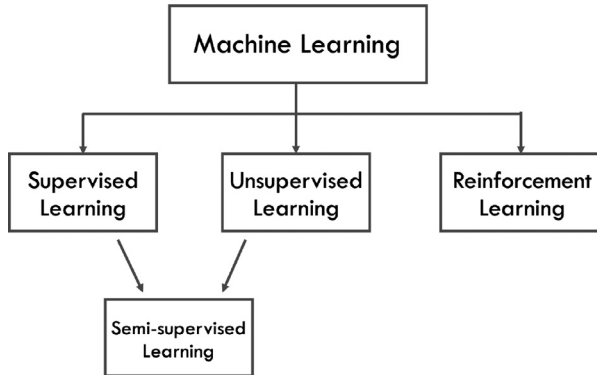 Machine Learning
Supervised
Learning
Unsupervised
Learning
Reinforcement
Learning
Semi-supervised
Learning